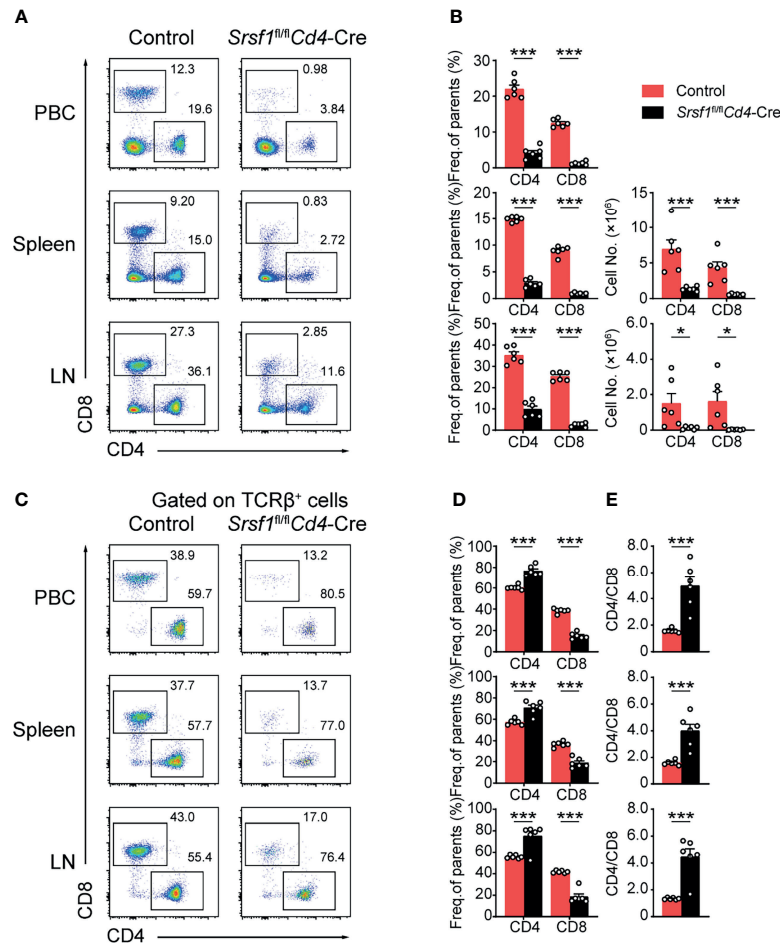 A
Control
Srsf1fl/flCd4-Cre
PBC
12.3
19.6
0.98
3.84
Spleen
9.20
15.0
0.83
2.72
LN
27.3
36.1
2.85
11.6
CD8
CD4
B
Control
Srsf1fl/flCd4-Cre
Freq.of parents (%)
30
20
10
0
***
***
CD4
CD8
Freq.of parents (%)
20
15
10
5
0
***
***
CD4
CD8
Cell No. (×10⁶)
15
10
5
0
***
***
CD4
CD8
Freq.of parents (%)
50
40
30
20
10
0
***
***
CD4
CD8
Cell No. (×10⁶)
6.0
4.0
2.0
0
*
*
CD4
CD8
C
Gated on TCRβ⁺ cells
Control
Srsf1fl/flCd4-Cre
PBC
38.9
59.7
13.2
80.5
Spleen
37.7
57.7
13.7
77.0
LN
43.0
55.4
17.0
76.4
CD8
CD4
D
Freq.of parents (%)
100
80
60
40
20
0
***
***
CD4
CD8
Freq.of parents (%)
100
80
60
40
20
0
***
***
CD4
CD8
Freq.of parents (%)
100
80
60
40
20
0
***
***
CD4
CD8
E
CD4/CD8
8.0
6.0
4.0
2.0
0
***
CD4/CD8
8.0
6.0
4.0
2.0
0
***
CD4/CD8
8.0
6.0
4.0
2.0
0
***